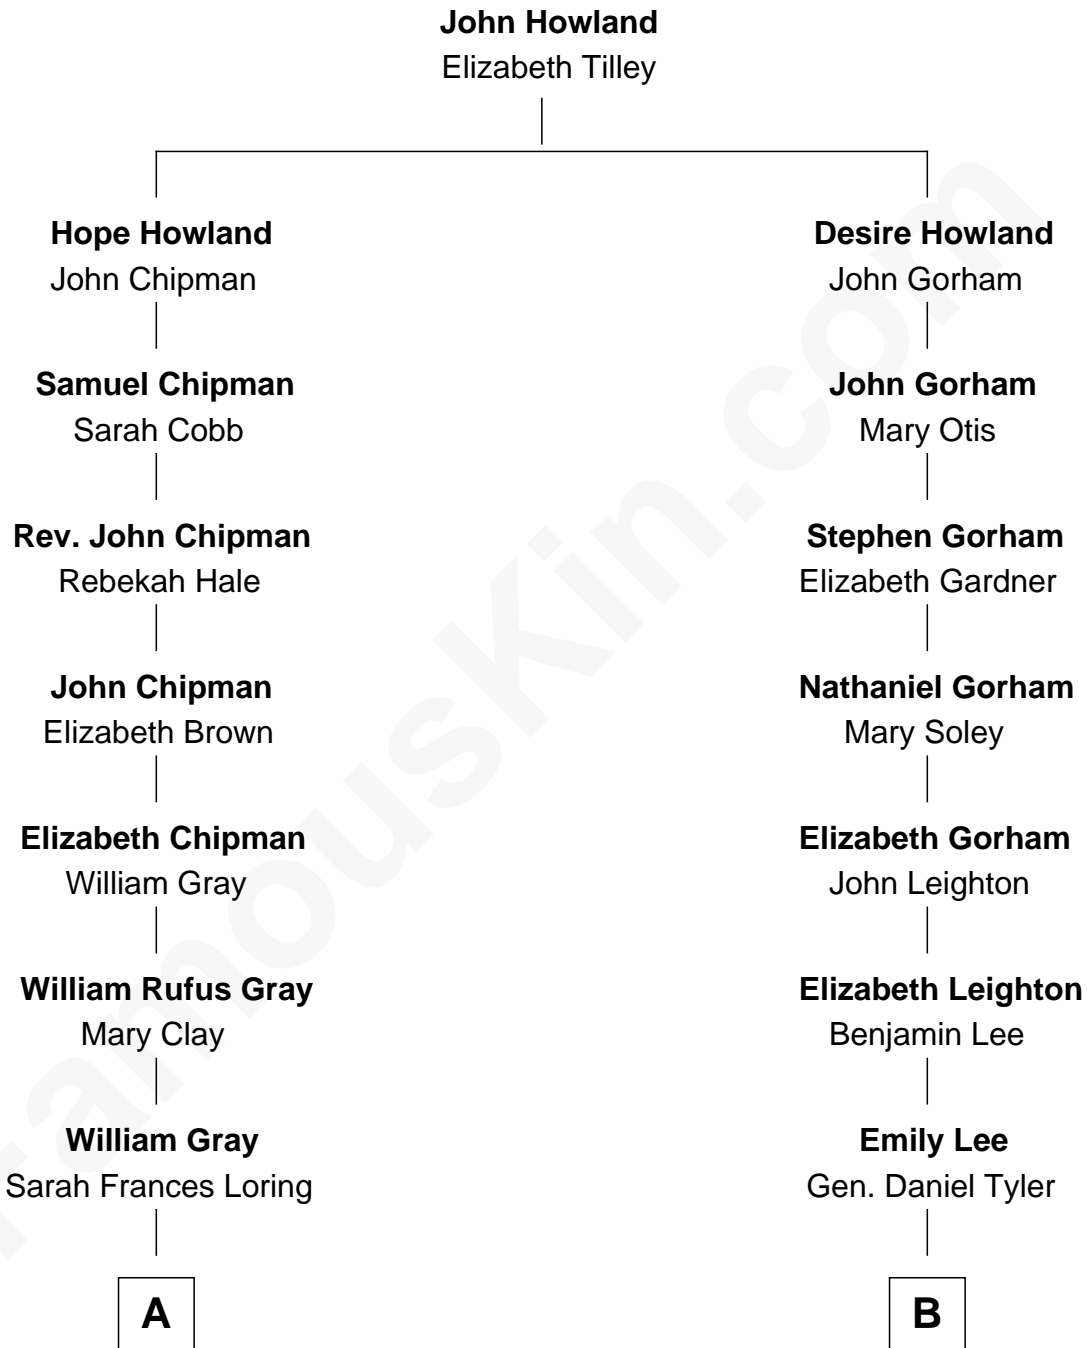 John Howland
Elizabeth Tilley
Hope Howland
John Chipman
Desire Howland
John Gorham
Samuel Chipman
Sarah Cobb
John Gorham
Mary Otis
Rev. John Chipman
Rebekah Hale
Stephen Gorham
Elizabeth Gardner
John Chipman
Elizabeth Brown
Nathaniel Gorham
Mary Soley
Elizabeth Chipman
William Gray
Elizabeth Gorham
John Leighton
William Rufus Gray
Mary Clay
Elizabeth Leighton
Benjamin Lee
William Gray
Sarah Frances Loring
Emily Lee
Gen. Daniel Tyler
A
B
FamousKin.com